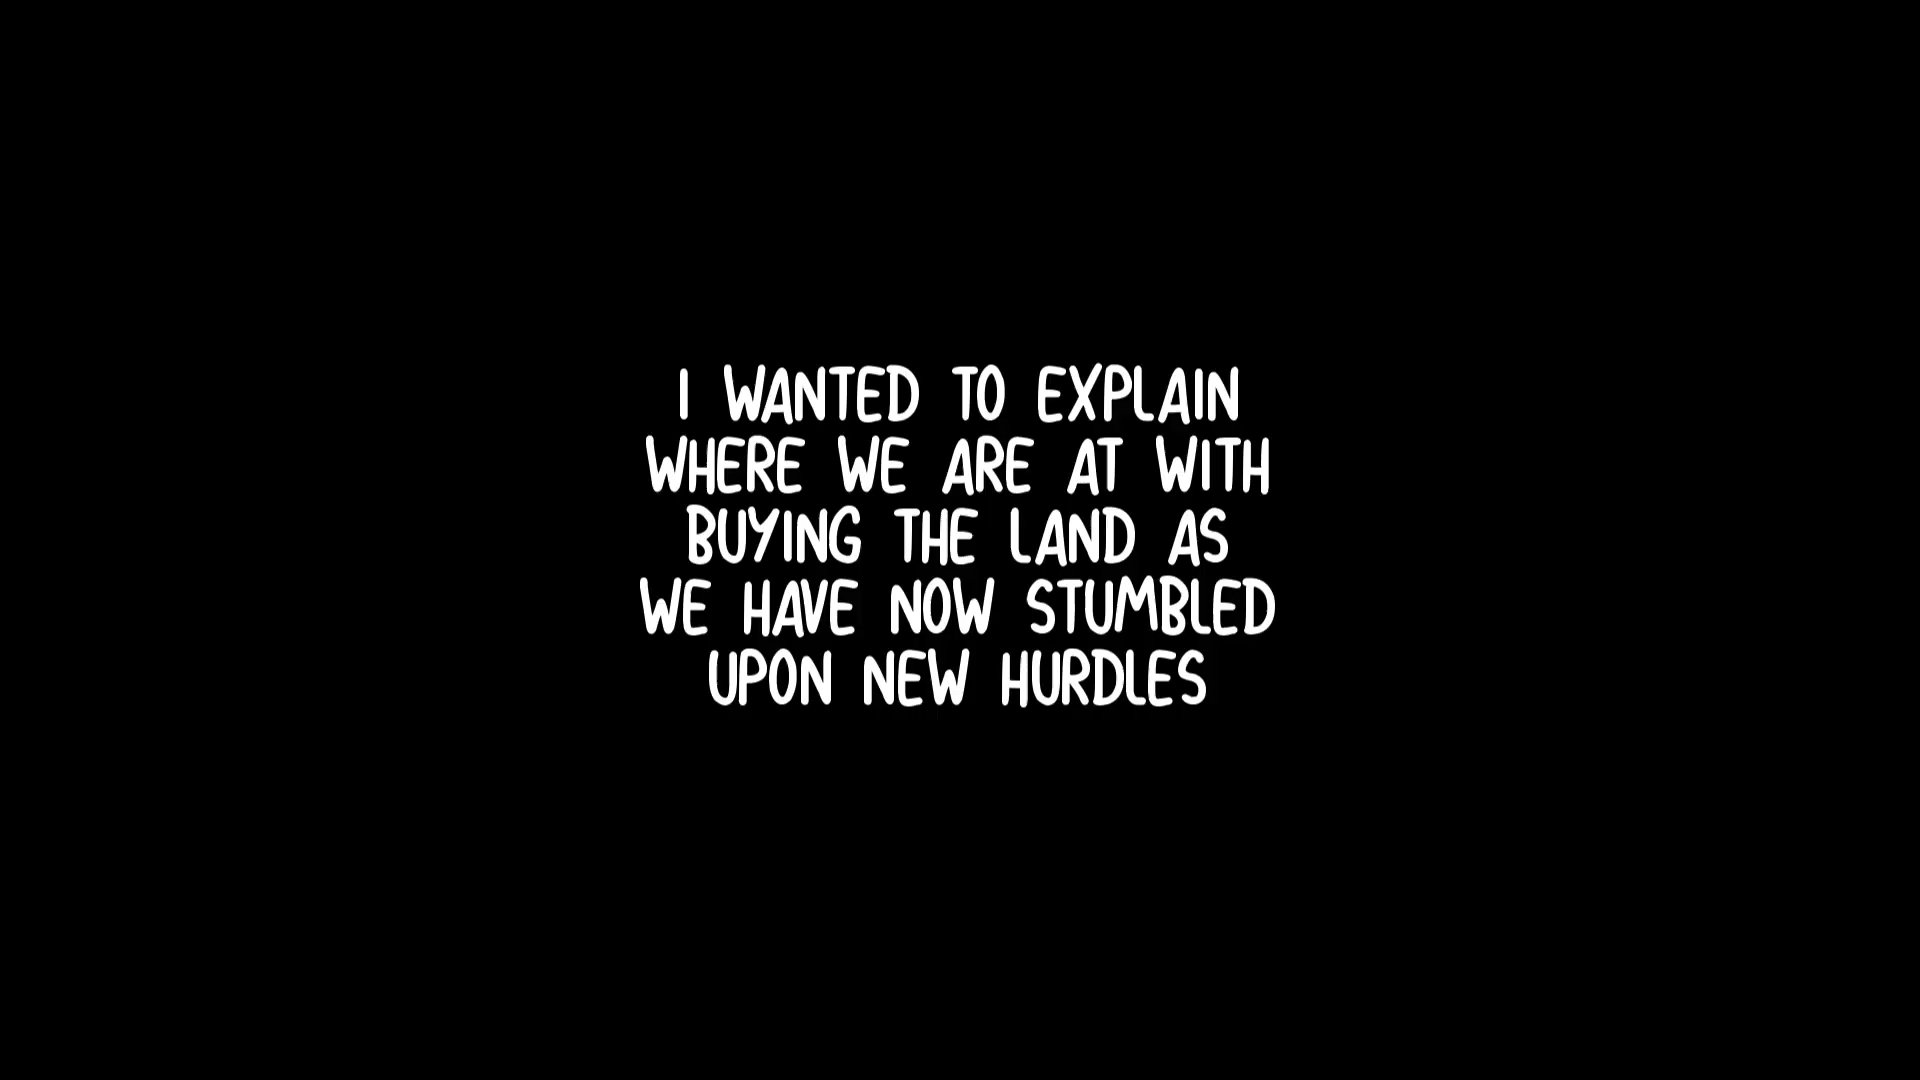 I WANTED TO EXPLAIN
WHERE WE ARE AT WITH
BUYING THE LAND AS
WE HAVE NOW STUMBLED
UPON NEW HURDLES